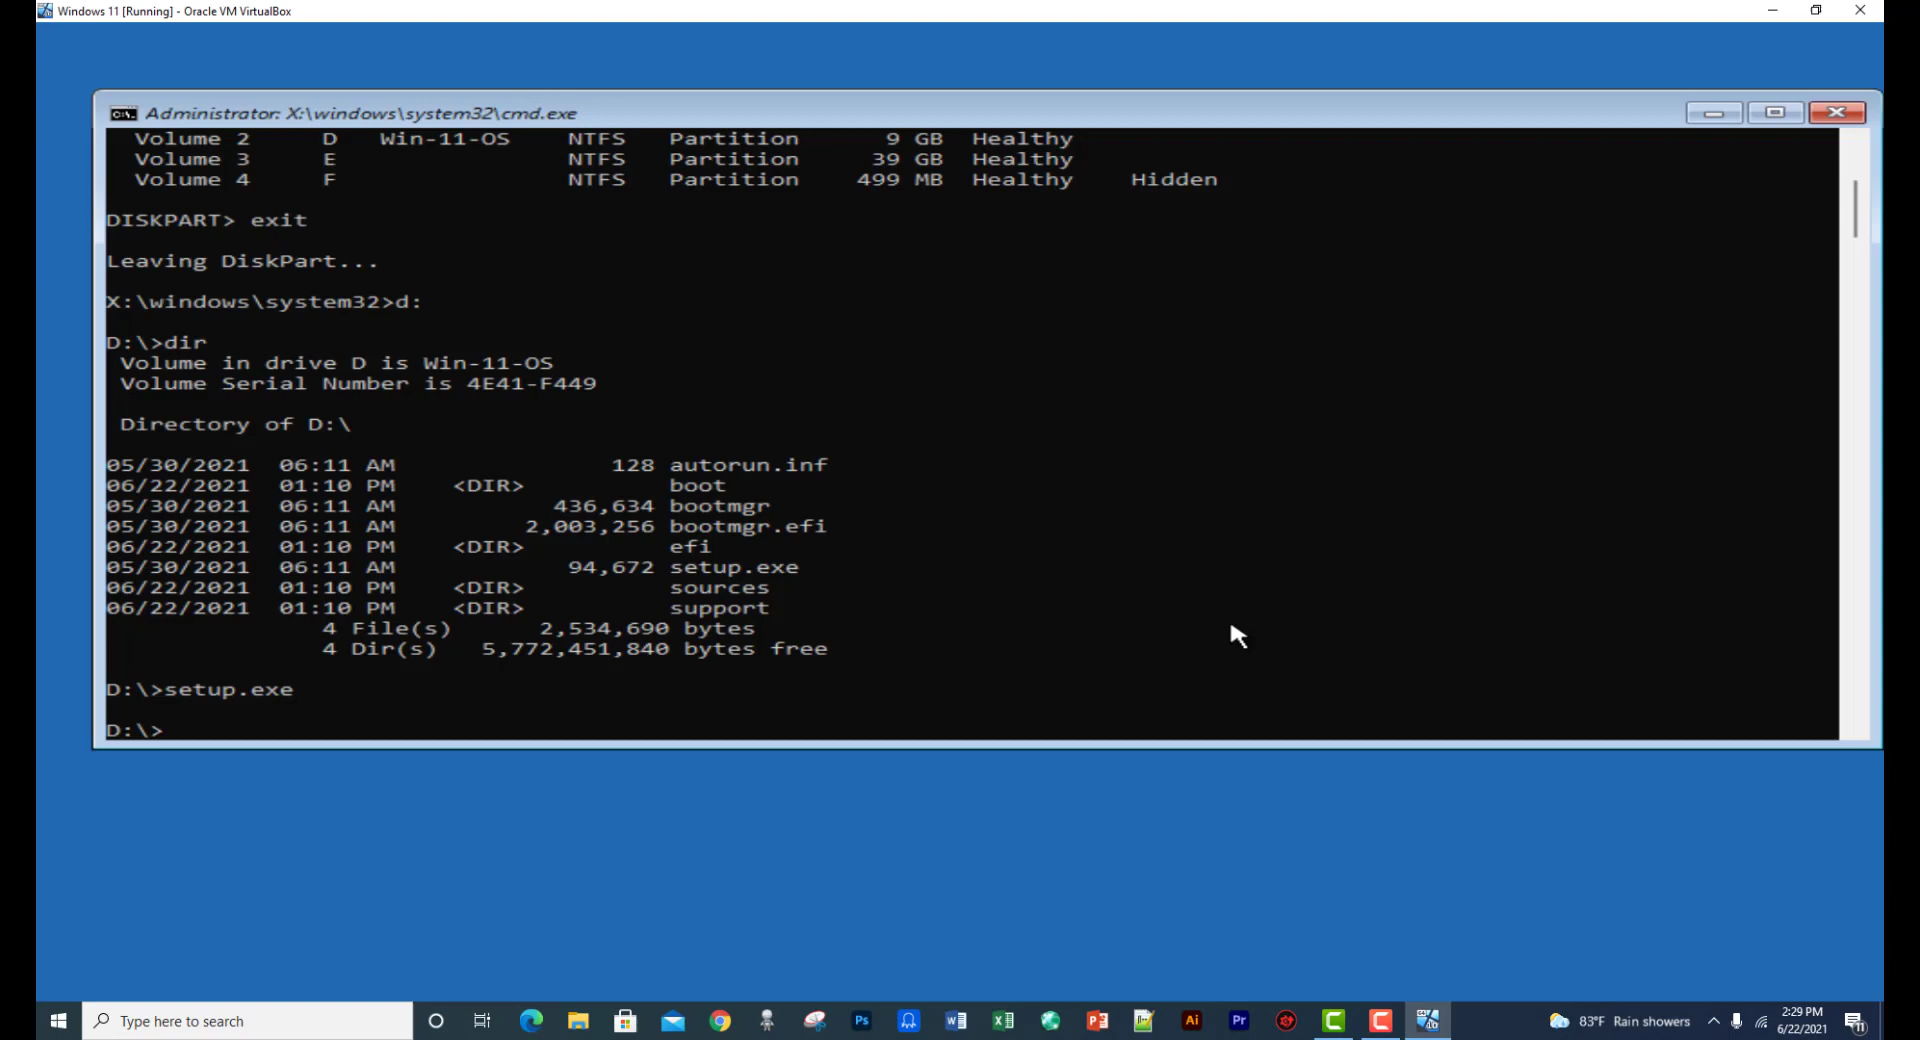 Windows 11 [Running] - Oracle VM VirtualBox
Administrator: X:\windows\system32\cmd.exe
Volume 2 D Win-11-OS NTFS Partition 9 GB Healthy
Volume 3 E NTFS Partition 39 GB Healthy
Volume 4 F NTFS Partition 499 MB Healthy Hidden
DISKPART> exit
Leaving DiskPart...
X:\windows\system32>d:
D:\>dir
Volume in drive D is Win-11-OS
Volume Serial Number is 4E41-F449
Directory of D:\
05/30/2021 06:11 AM 128 autorun.inf
06/22/2021 01:10 PM <DIR> boot
05/30/2021 06:11 AM 436,634 bootmgr
05/30/2021 06:11 AM 2,003,256 bootmgr.efi
06/22/2021 01:10 PM <DIR> efi
05/30/2021 06:11 AM 94,672 setup.exe
06/22/2021 01:10 PM <DIR> sources
06/22/2021 01:10 PM <DIR> support
4 File(s) 2,534,690 bytes
4 Dir(s) 5,772,451,840 bytes free
D:\>setup.exe
D:\>
Type here to search
Ps
Ai
Pr
83°F Rain showers
2:29 PM
6/22/2021
11